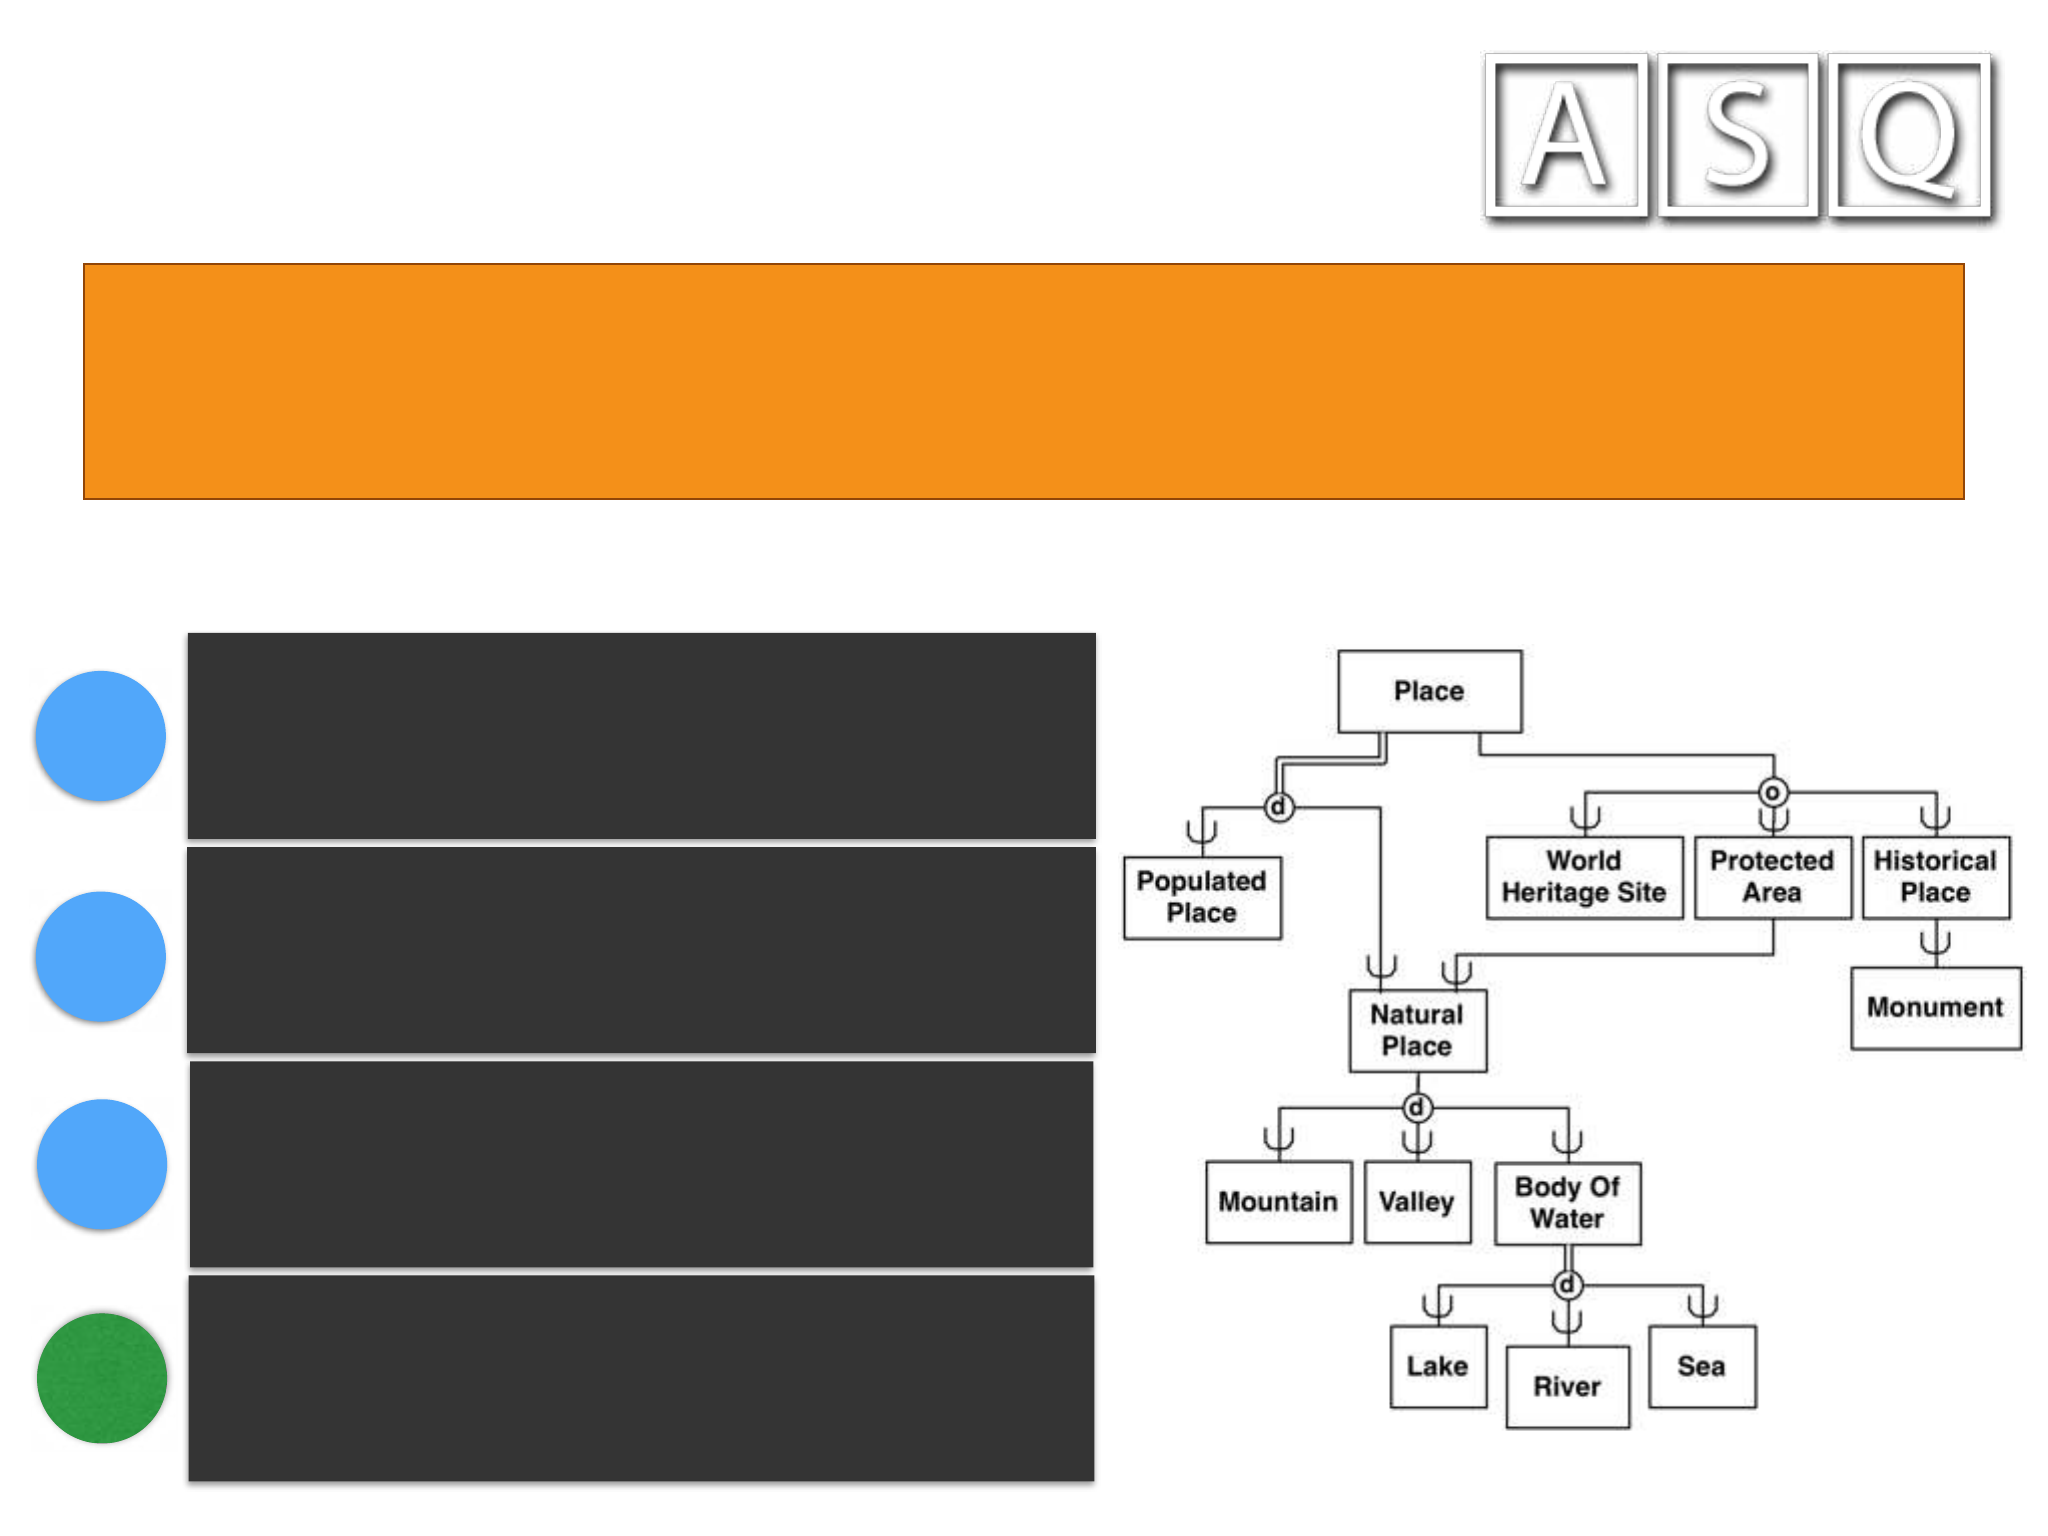 A S Q
Place
d
o
Populated
Place
World
Heritage Site
Protected
Area
Historical
Place
Natural
Place
Monument
d
Mountain
Valley
Body Of
Water
d
Lake
River
Sea